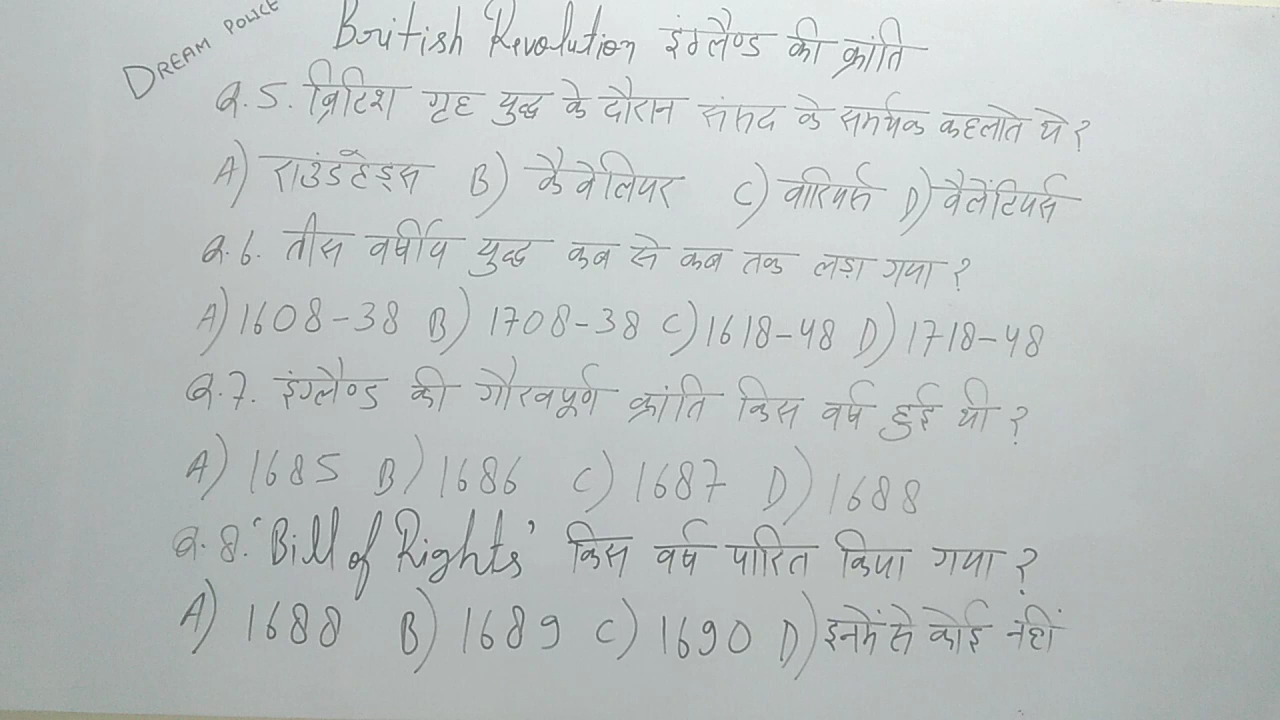 DREAM POLICE
British Revolution इंग्लैण्ड की क्रांति
Q.5. ब्रिटिश गृह युद्ध के दौरान संसद के समर्थक कहलाते थे?
A) राउंडहेड्स B) कैवेलियर C) वारियर्स D) वैलेंटियर्स
Q.6. तीस वर्षीय युद्ध कब से कब तक लड़ा गया?
A) 1608-38 B) 1708-38 C) 1618-48 D) 1718-48
Q.7. इंग्लैण्ड की गौरवपूर्ण क्रांति किस वर्ष हुई थी?
A) 1685 B) 1686 C) 1687 D) 1688
Q.8. 'Bill of Rights' किस वर्ष पारित किया गया?
A) 1688 B) 1689 C) 1690 D) इनमें से कोई नहीं